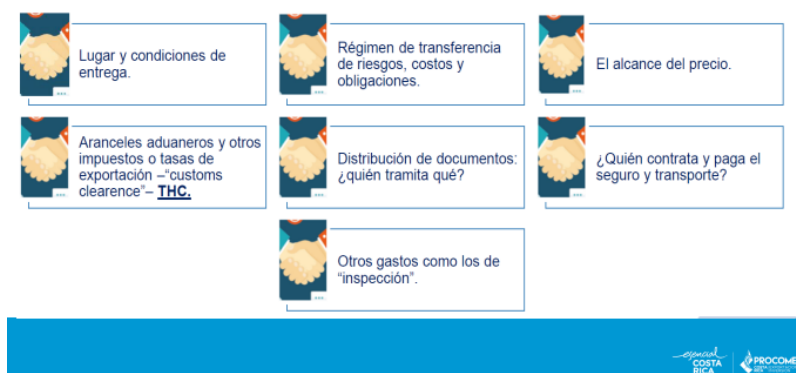 Lugar y condiciones de
entrega.
Régimen de transferencia
de riesgos, costos y
obligaciones.
El alcance del precio.
Aranceles aduaneros y otros
impuestos o tasas de
exportación –“customs
clearence”– THC.
Distribución de documentos:
¿quién tramita qué?
¿Quién contrata y paga el
seguro y transporte?
Otros gastos como los de
“inspección”.
esencial
COSTA
RICA
PROCOME